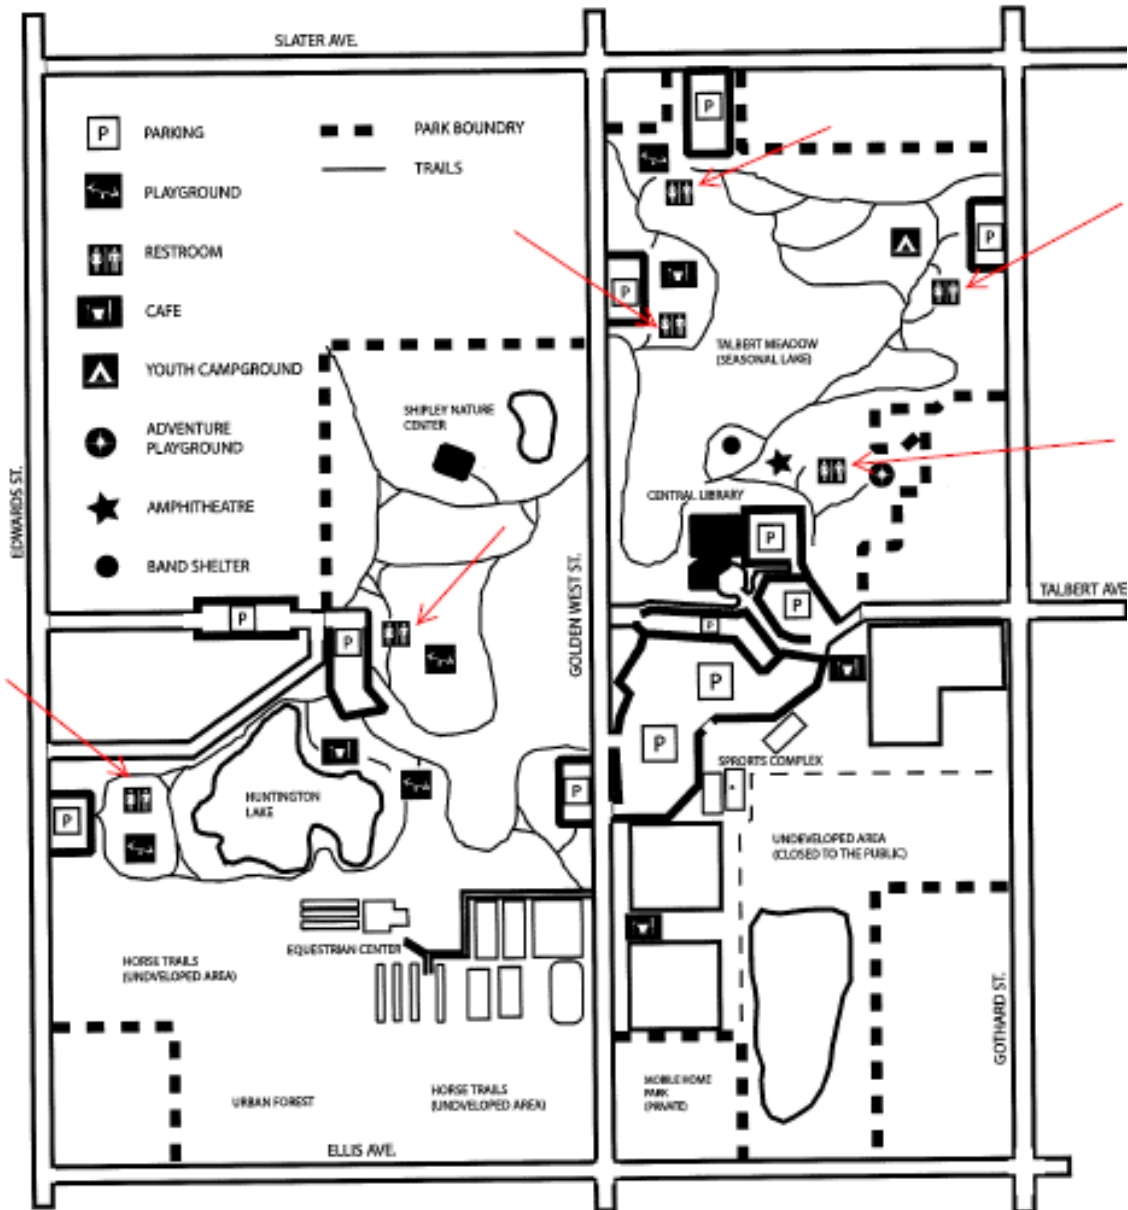 SLATER AVE.
P
PARKING
PARK BOUNDRY
PLAYGROUND
TRAILS
RESTROOM
CAFE
YOUTH CAMPGROUND
ADVENTURE
PLAYGROUND
AMPHITHEATRE
BAND SHELTER
EDWARDS ST.
P
P
P
TALBERT MEADOW
(SEASONAL LAKE)
SHIPLEY NATURE
CENTER
CENTRAL LIBRARY
P
GOLDEN WEST ST.
TALBERT AVE
P
P
P
P
P
P
P
SPRORTS COMPLEX
P
P
HUNTINGTON
LAKE
UNDEVELOPED AREA
(CLOSED TO THE PUBLIC)
EQUESTRIAN CENTER
HORSE TRAILS
(UNDVELOPED AREA)
GOTHARD ST.
MOBILE HOME
PARK
(PRIVATE)
HORSE TRAILS
(UNDVELOPED AREA)
URBAN FOREST
ELLIS AVE.